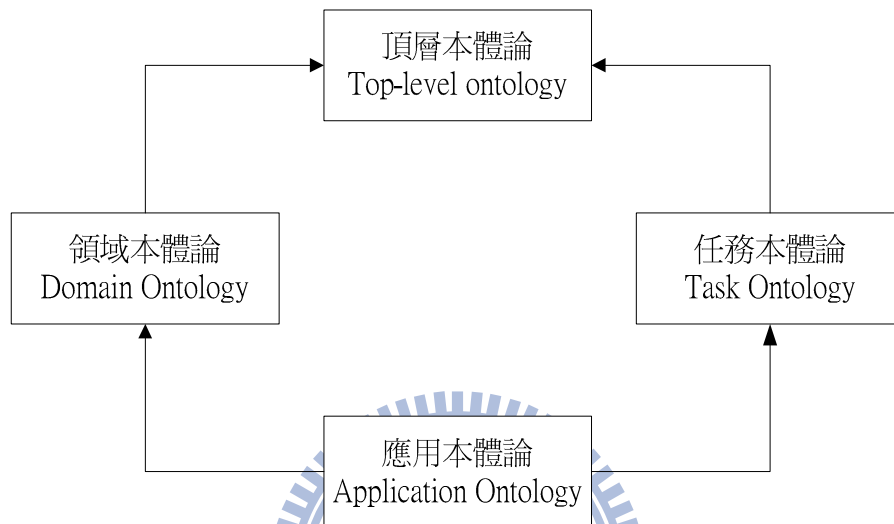 頂層本體論
Top-level ontology
領域本體論
Domain Ontology
任務本體論
Task Ontology
應用本體論
Application Ontology